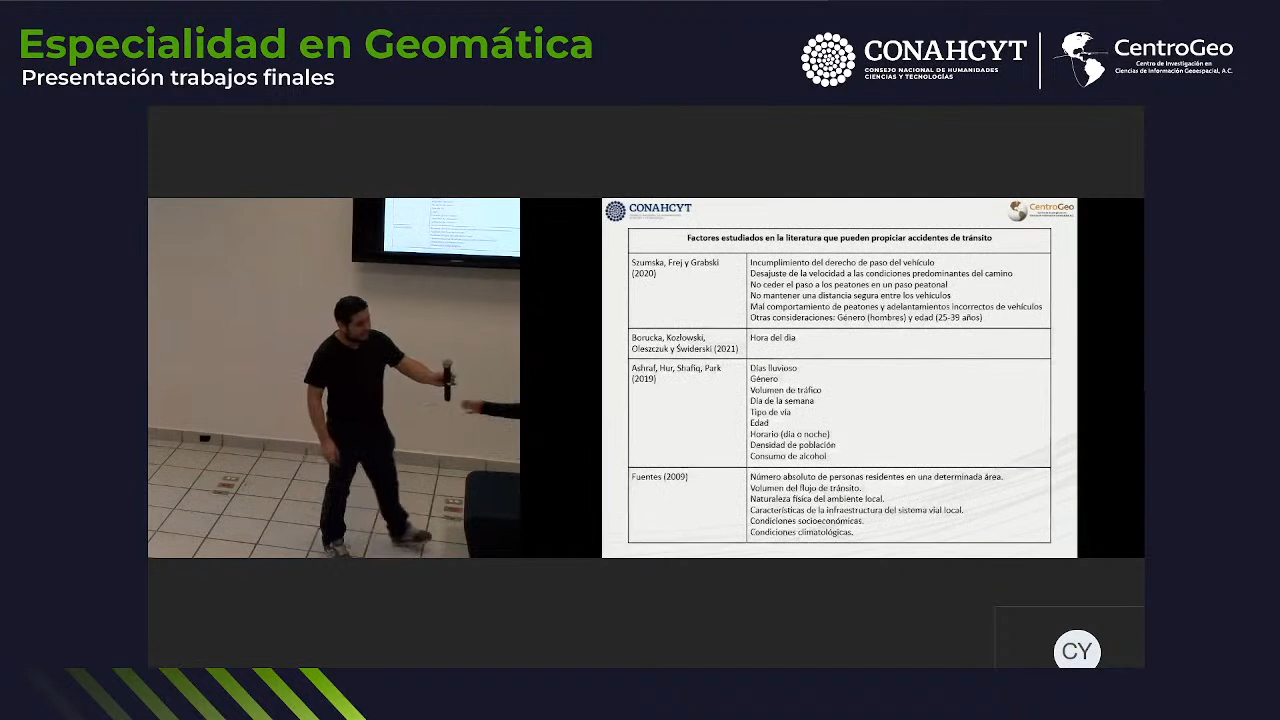 Especialidad en Geomática
Presentación trabajos finales
CONAHCYT
CONSEJO NACIONAL DE HUMANIDADES
CIENCIAS Y TECNOLOGÍAS
CentroGeo
Centro de Investigación en
Ciencias de Información Geoespacial, A.C.
CONAHCYT
CentroGeo
Factores estudiados en la literatura que pueden propiciar accidentes de tránsito
Szumska, Frej y Grabski
(2020)
Incumplimiento del derecho de paso del vehículo
Desajuste de la velocidad a las condiciones predominantes del camino
No ceder el paso a los peatones en un paso peatonal
No mantener una distancia segura entre los vehículos
Mal comportamiento de peatones y adelantamientos incorrectos de vehículos
Otras consideraciones: Género (hombres) y edad (25-39 años)
Borucka, Kozłowski,
Oleszczuk y Świderski (2021)
Hora del dia
Ashraf, Hur, Shafiq, Park
(2019)
Días lluvioso
Género
Volumen de tráfico
Dia de la semana
Tipo de vía
Edad
Horario (día o noche)
Densidad de población
Consumo de alcohol
Fuentes (2009)
Número absoluto de personas residentes en una determinada área.
Volumen del flujo de tránsito.
Naturaleza física del ambiente local.
Características de la infraestructura del sistema vial local.
Condiciones socioeconómicas.
Condiciones climatológicas.
CY